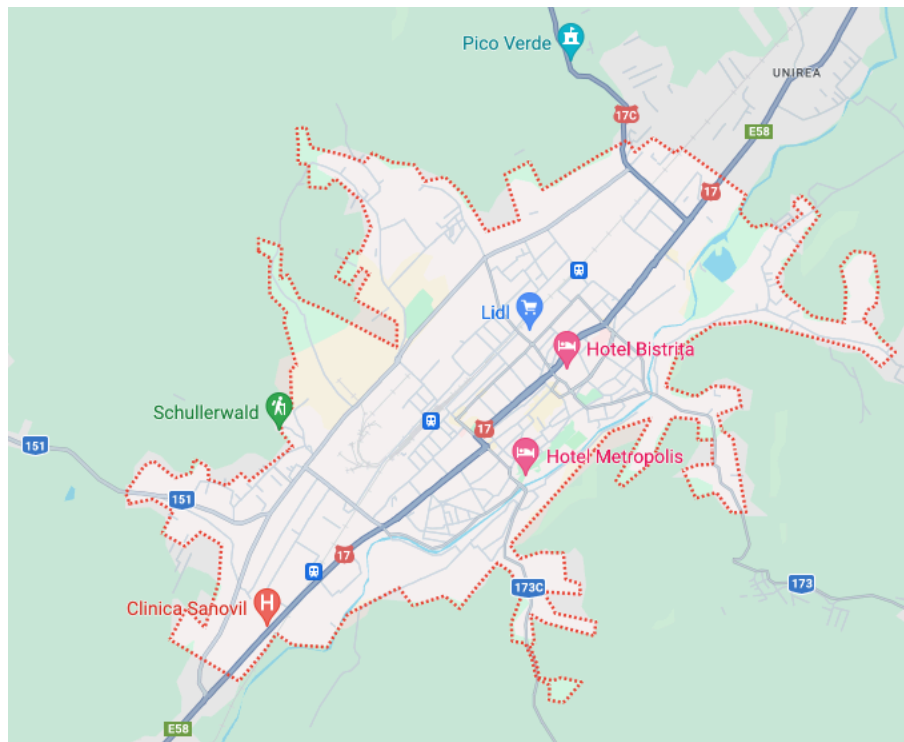 Pico Verde
UNIREA
17C
E58
17
Lidl
Hotel Bistrița
Schullerwald
17
151
Hotel Metropolis
151
17
173
173C
H
Clinica Sanovil
E58